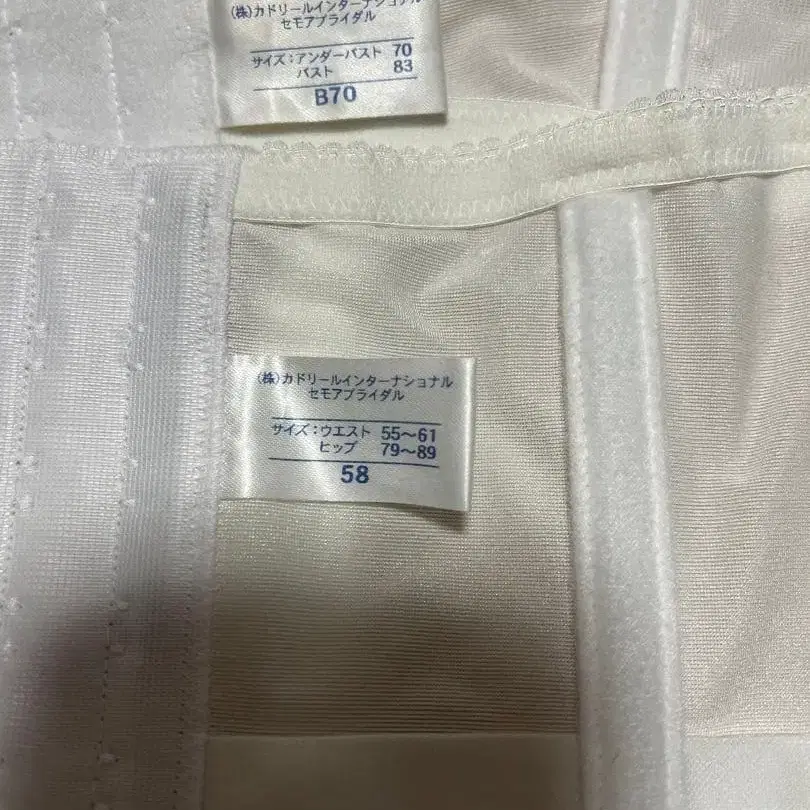 (株)カドリールインターナショナル
セモアブライダル
サイズ:アンダーバスト 70
バスト 83
B70
(株)カドリールインターナショナル
セモアブライダル
サイズ:ウエスト 55~61
ヒップ 79~89
58